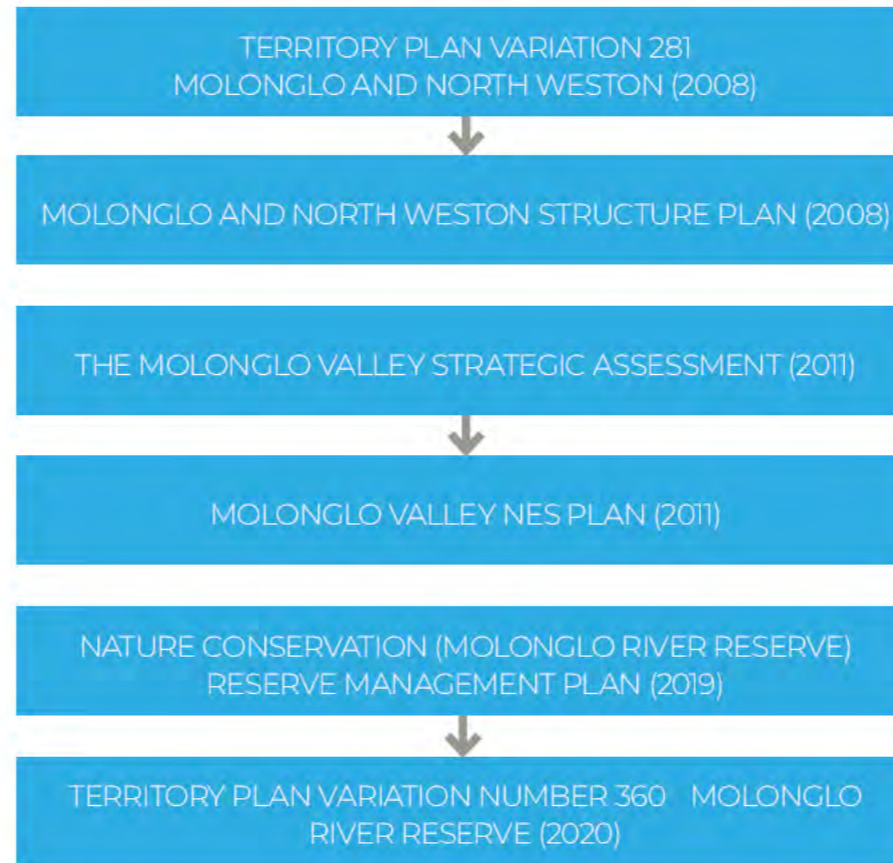 TERRITORY PLAN VARIATION 281
MOLONGLO AND NORTH WESTON (2008)
MOLONGLO AND NORTH WESTON STRUCTURE PLAN (2008)
THE MOLONGLO VALLEY STRATEGIC ASSESSMENT (2011)
MOLONGLO VALLEY NES PLAN (2011)
NATURE CONSERVATION (MOLONGLO RIVER RESERVE)
RESERVE MANAGEMENT PLAN (2019)
TERRITORY PLAN VARIATION NUMBER 360 MOLONGLO
RIVER RESERVE (2020)